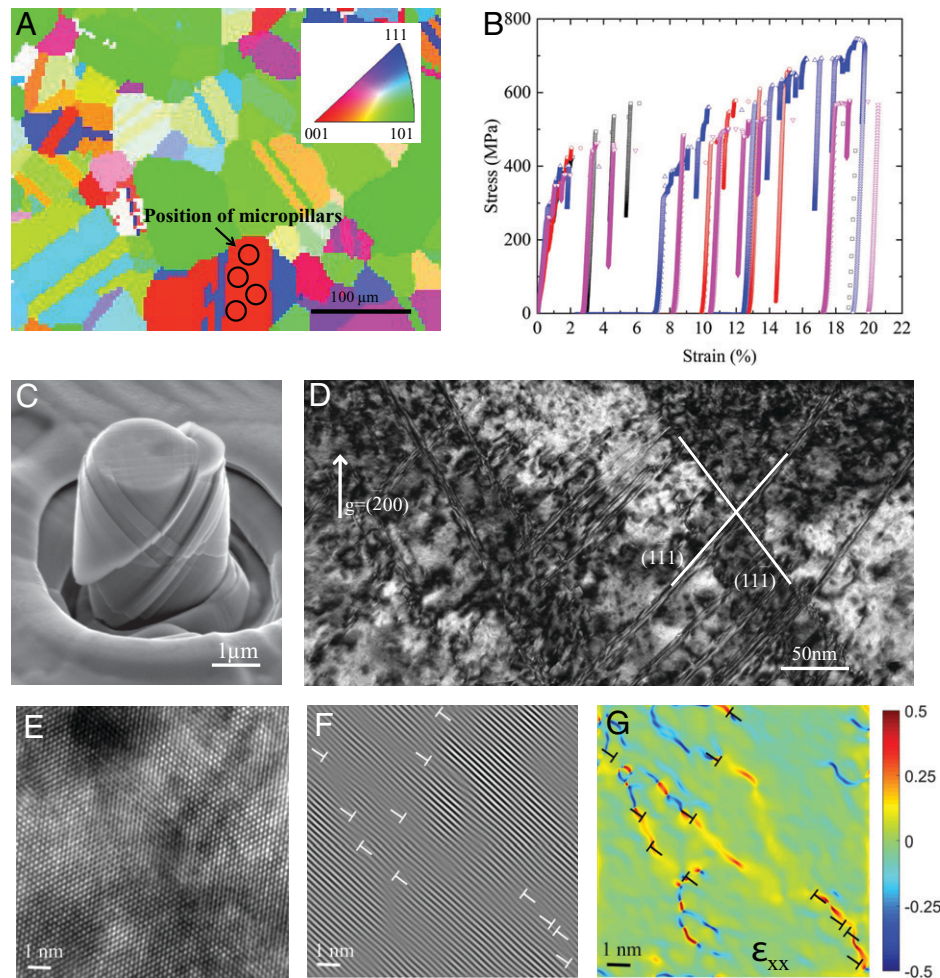 A
111
001
101
Position of micropillars
100 μm
B
800
600
400
200
0
Stress (MPa)
0 2 4 6 8 10 12 14 16 18 20 22
Strain (%)
C
1μm
D
g=(200)
(111)
(111)
50nm
E
1 nm
F
1 nm
G
1 nm
εxx
0.5
0.25
0
-0.25
-0.5